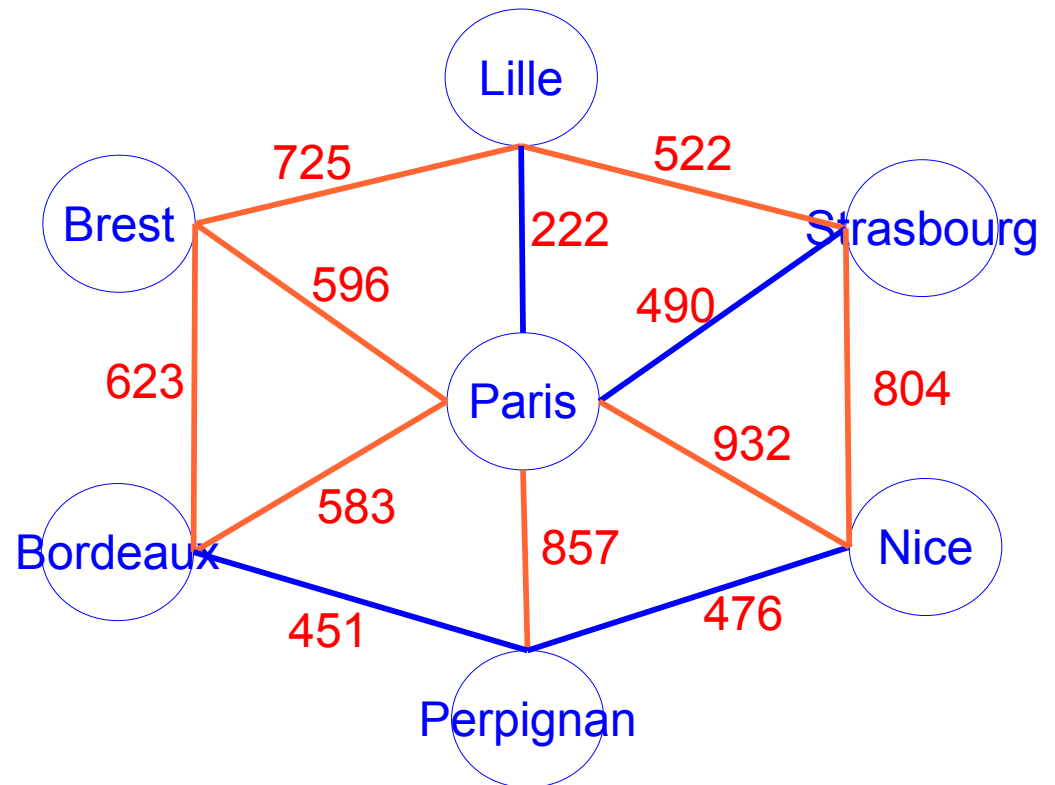 Lille
725
522
Brest
Strasbourg
222
596
490
623
Paris
804
932
583
857
Bordeaux
Nice
451
476
Perpignan